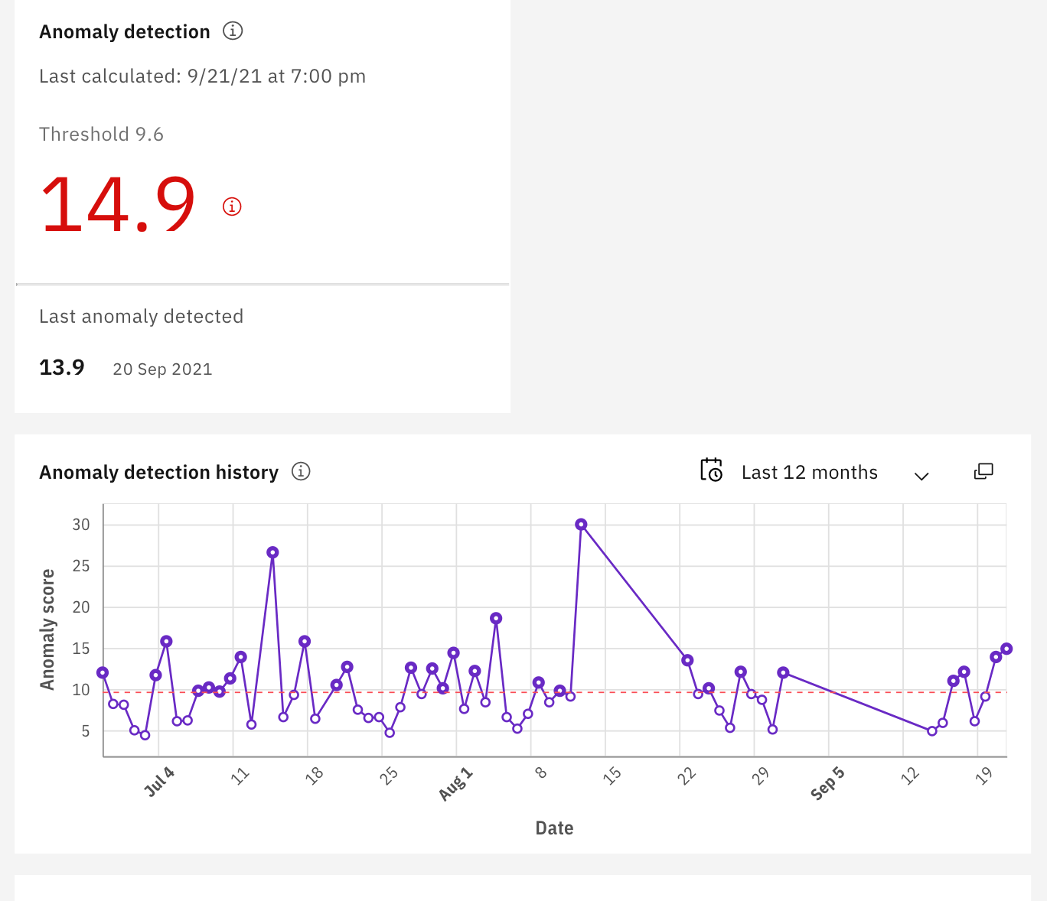 Anomaly detection
Last calculated: 9/21/21 at 7:00 pm
Threshold 9.6
14.9
Last anomaly detected
13.9 20 Sep 2021
Anomaly detection history
Last 12 months
Anomaly score
30
25
20
15
10
5
Jul 4
11
18
25
Aug 1
8
15
22
29
Sep 5
12
19
Date